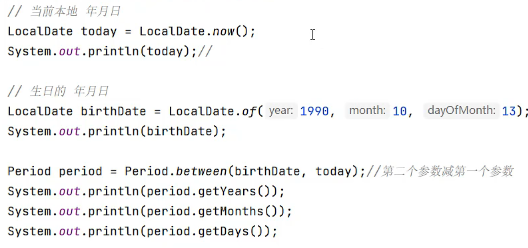 // 当前本地 年月日
LocalDate today = LocalDate.now();
System.out.println(today);//
// 生日的 年月日
LocalDate birthDate = LocalDate.of( year: 1990, month: 10, dayOfMonth: 13);
System.out.println(birthDate);
Period period = Period.between(birthDate, today);//第二个参数减第一个参数
System.out.println(period.getYears());
System.out.println(period.getMonths());
System.out.println(period.getDays());